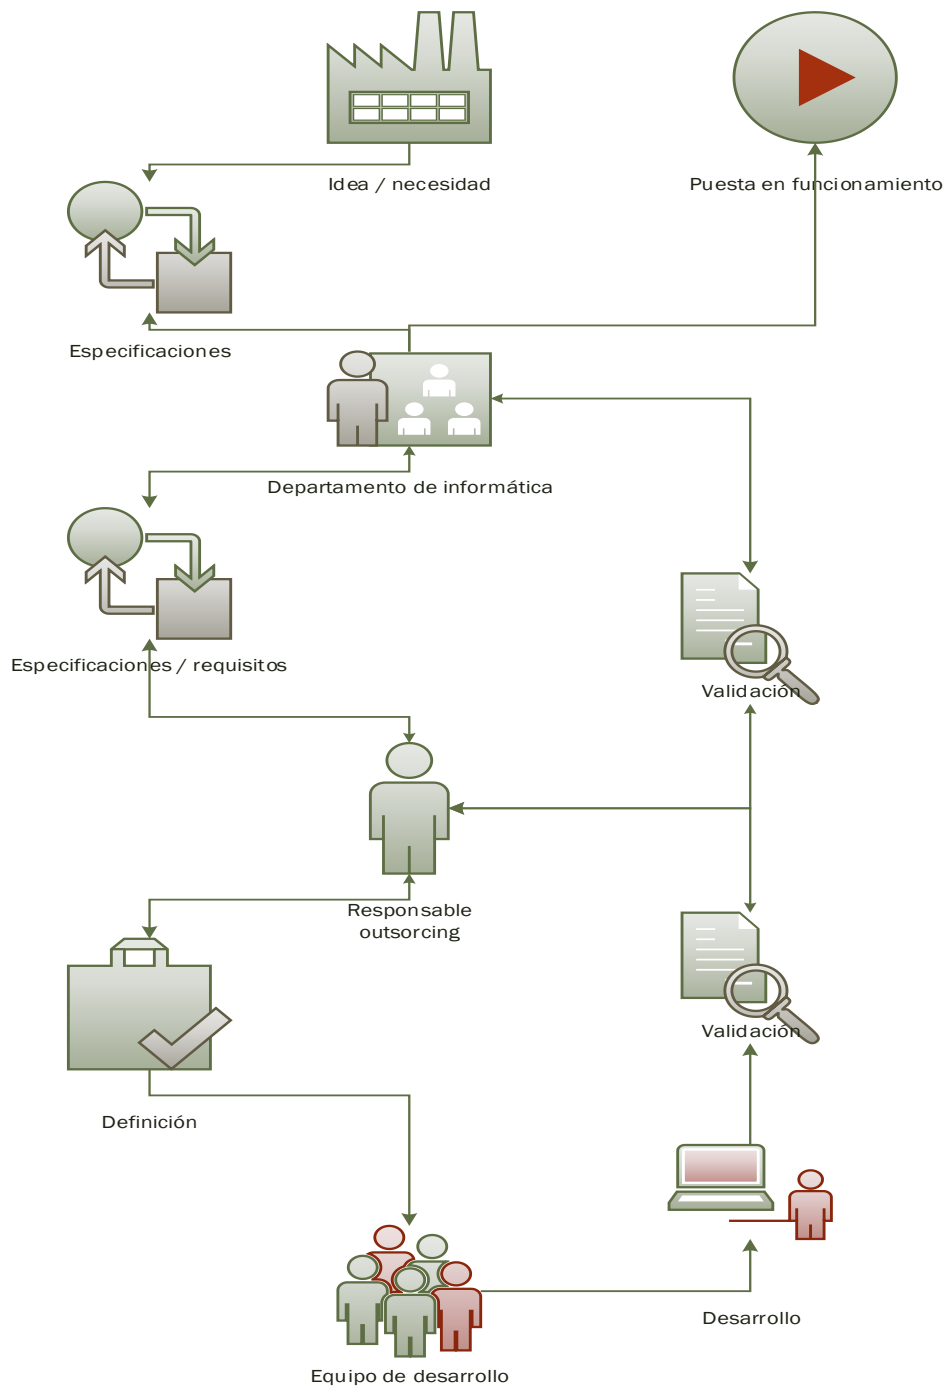 Idea / necesidad
Puesta en funcionamiento
Especificaciones
Departamento de informática
Especificaciones / requisitos
Validación
Responsable
outsorcing
Validación
Definición
Desarrollo
Equipo de desarrollo